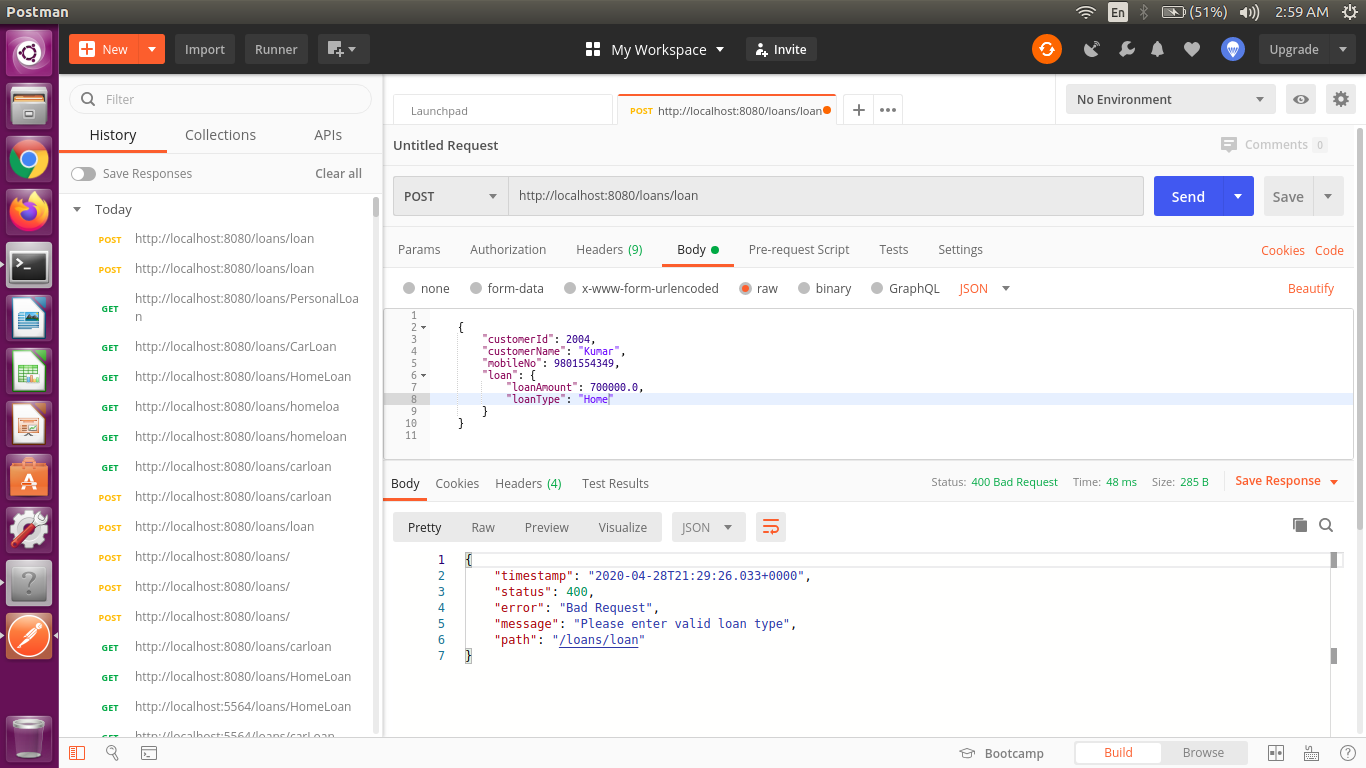 Postman
En
(51%)
2:59 AM
New
Import
Runner
My Workspace
Invite
Upgrade
Filter
History
Collections
APIs
Save Responses
Clear all
Today
POST http://localhost:8080/loans/loan
POST http://localhost:8080/loans/loan
GET http://localhost:8080/loans/PersonalLoa
n
GET http://localhost:8080/loans/CarLoan
GET http://localhost:8080/loans/HomeLoan
GET http://localhost:8080/loans/homeloa
GET http://localhost:8080/loans/homeloan
GET http://localhost:8080/loans/carloan
POST http://localhost:8080/loans/carloan
POST http://localhost:8080/loans/loan
POST http://localhost:8080/loans/
POST http://localhost:8080/loans/
POST http://localhost:8080/loans/
GET http://localhost:8080/loans/carloan
GET http://localhost:8080/loans/HomeLoan
GET http://localhost:5564/loans/HomeLoan
GET http://localhost:5564/loans/carLoan
Launchpad
POST http://localhost:8080/loans/loan
No Environment
Untitled Request
Comments 0
POST
http://localhost:8080/loans/loan
Send
Save
Params
Authorization
Headers (9)
Body
Pre-request Script
Tests
Settings
Cookies
Code
none
form-data
x-www-form-urlencoded
raw
binary
GraphQL
JSON
Beautify
1
2 {
3 "customerId": 2004,
4 "customerName": "Kumar",
5 "mobileNo": 9801554349,
6 "loan": {
7 "loanAmount": 700000.0,
8 "loanType": "Home"
9 }
10 }
11
Body
Cookies
Headers (4)
Test Results
Status: 400 Bad Request
Time: 48 ms
Size: 285 B
Save Response
Pretty
Raw
Preview
Visualize
JSON
1 {
2 "timestamp": "2020-04-28T21:29:26.033+0000",
3 "status": 400,
4 "error": "Bad Request",
5 "message": "Please enter valid loan type",
6 "path": "/loans/loan"
7 }
Bootcamp
Build
Browse